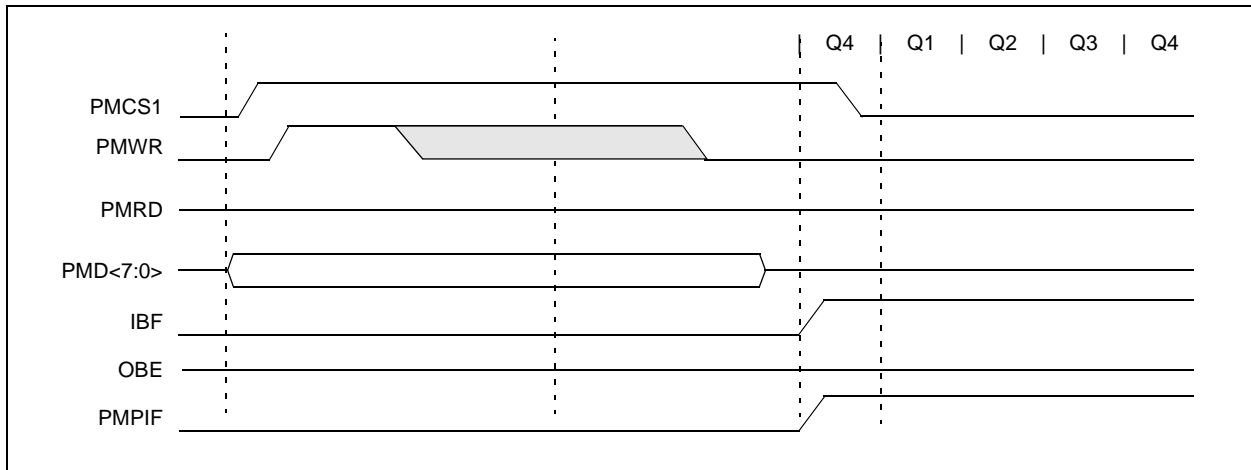 | Q4 | Q1 | Q2 | Q3 | Q4
PMCS1
PMWR
PMRD
PMD<7:0>
IBF
OBE
PMPIF